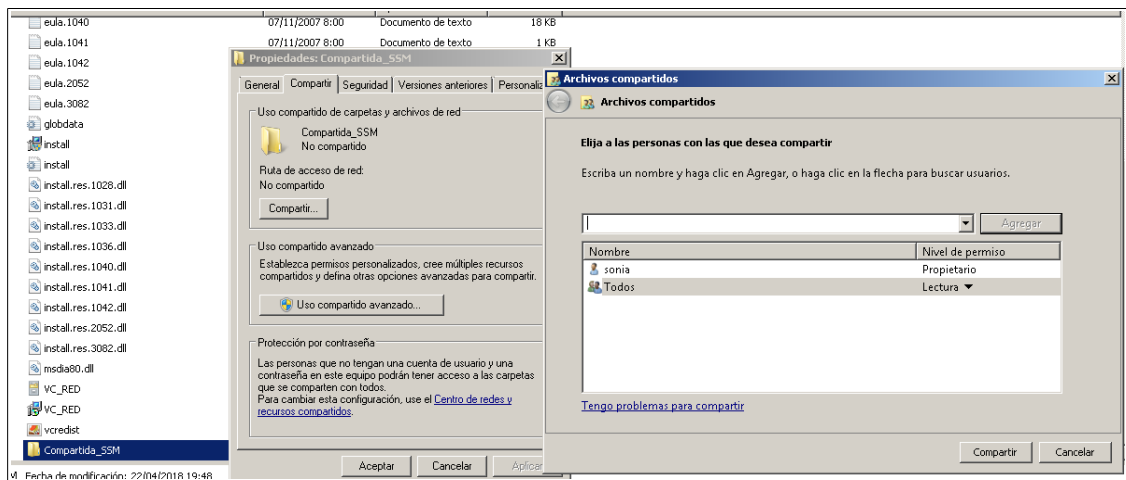 eula.1040 07/11/2007 8:00 Documento de texto 18 KB
eula.1041 07/11/2007 8:00 Documento de texto 1 KB
eula.1042
eula.2052
eula.3082
globdata
install
install
install.res.1028.dll
install.res.1031.dll
install.res.1033.dll
install.res.1036.dll
install.res.1040.dll
install.res.1041.dll
install.res.1042.dll
install.res.2052.dll
install.res.3082.dll
msdia80.dll
VC_RED
VC_RED
vcredist
Compartida_SSM
Fecha de modificación: 22/04/2018 19:48
Propiedades: Compartida_SSM
General Compartir Seguridad Versiones anteriores Personaliz
Uso compartido de carpetas y archivos de red
Compartida_SSM
No compartido
Ruta de acceso de red:
No compartido
Compartir...
Uso compartido avanzado
Establezca permisos personalizados, cree múltiples recursos
compartidos y defina otras opciones avanzadas para compartir.
Uso compartido avanzado...
Protección por contraseña
Las personas que no tengan una cuenta de usuario y una
contraseña en este equipo podrán tener acceso a las carpetas
que se comparten con todos.
Para cambiar esta configuración, use el Centro de redes y
recursos compartidos.
Aceptar Cancelar Aplicar
Archivos compartidos
Archivos compartidos
Elija a las personas con las que desea compartir
Escriba un nombre y haga clic en Agregar, o haga clic en la flecha para buscar usuarios.
Agregar
Nombre Nivel de permiso
sonia Propietario
Todos Lectura
Tengo problemas para compartir
Compartir Cancelar